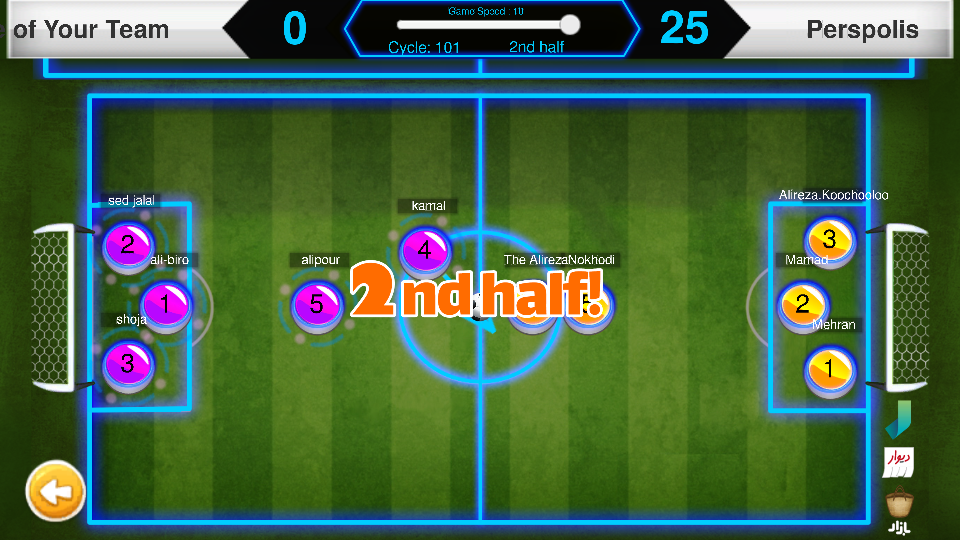 of Your Team
0
Game Speed : 10
Cycle: 101
2nd half
25
Perspolis
sed jalal
2
ali-biro
1
shoja
3
alipour
5
kamal
4
2nd half!
The AlirezaNokhodi
Alireza.Koochooloo
3
Mamad
2
Mehran
1
دیوار
بازار